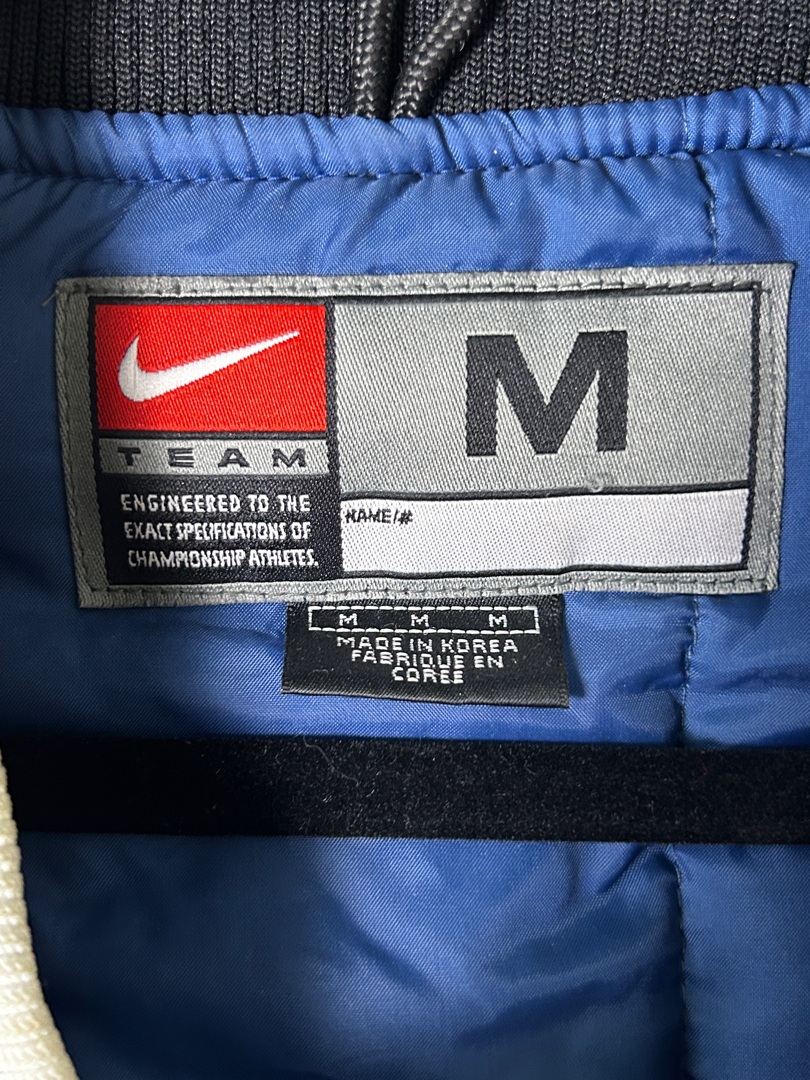 M
TEAM
ENGINEERED TO THE
EXACT SPECIFICATIONS OF
CHAMPIONSHIP ATHLETES.
NAME/#
M M M
MADE IN KOREA
FABRIQUE EN
COREE